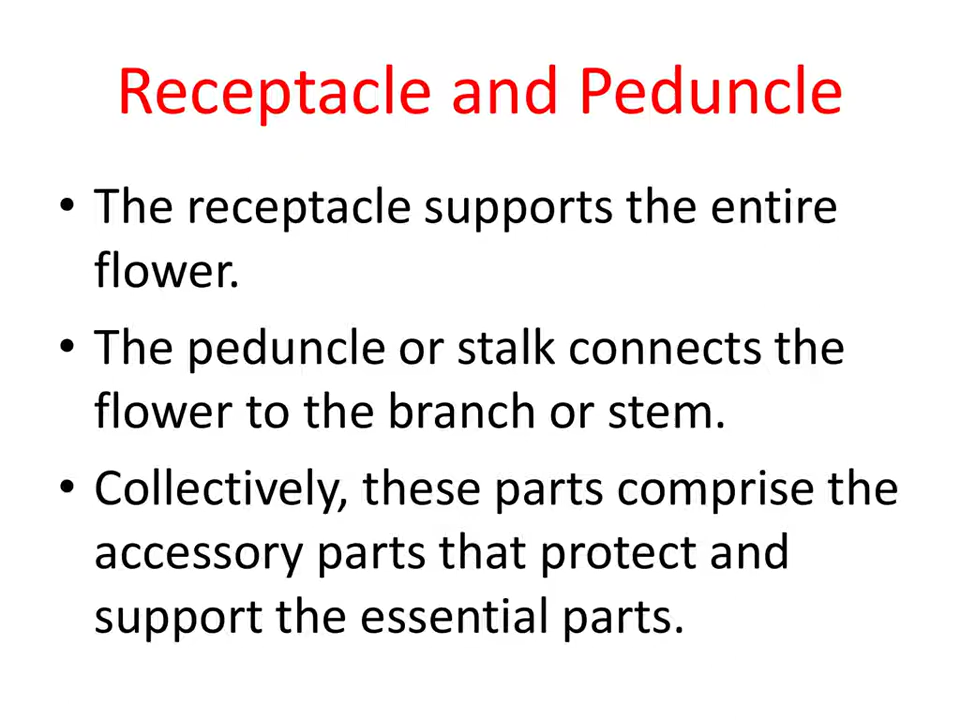 Receptacle and Peduncle
• The receptacle supports the entire
flower.
• The peduncle or stalk connects the
flower to the branch or stem.
• Collectively, these parts comprise the
accessory parts that protect and
support the essential parts.